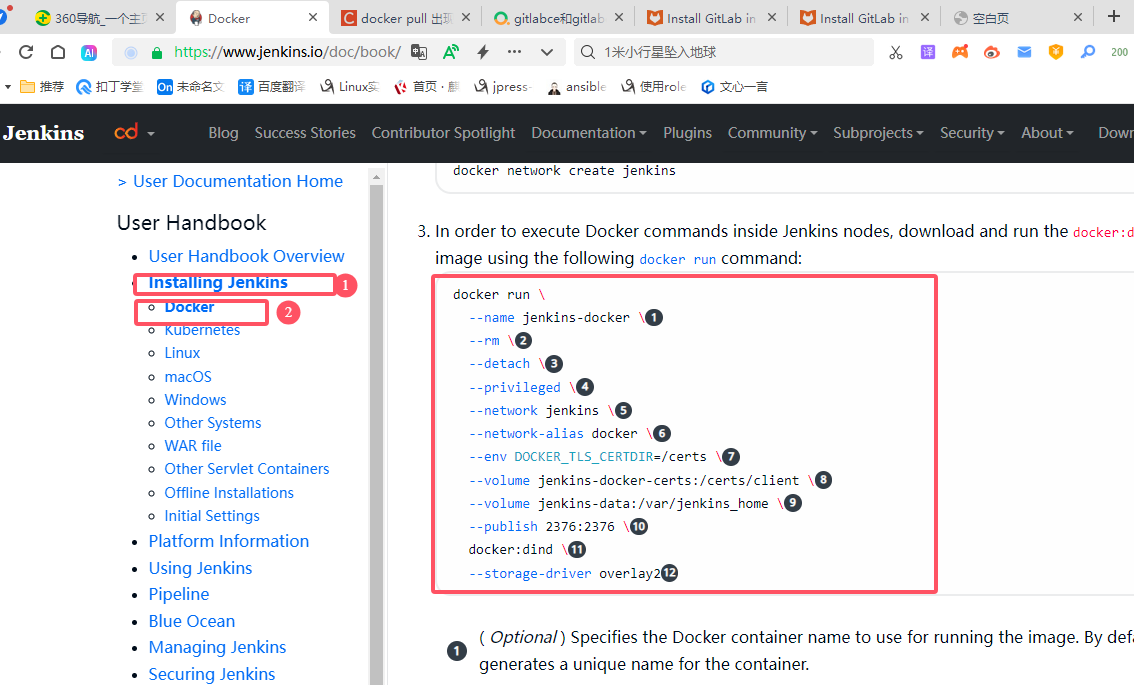 360导航_一个主页
Docker
docker pull 出现
gitlabce和gitlab
Install GitLab in
Install GitLab in
空白页
AI
https://www.jenkins.io/doc/book/
1米小行星坠入地球
译
200
推荐
扣丁学堂
On 未命名文
译 百度翻译
Linux实
首页 · 麒
jpress-
ansible
使用role
文心一言
Jenkins
cd
Blog
Success Stories
Contributor Spotlight
Documentation
Plugins
Community
Subprojects
Security
About
Down
> User Documentation Home
User Handbook
User Handbook Overview
Installing Jenkins
1
Docker
2
Kubernetes
Linux
macOS
Windows
Other Systems
WAR file
Other Servlet Containers
Offline Installations
Initial Settings
Platform Information
Using Jenkins
Pipeline
Blue Ocean
Managing Jenkins
Securing Jenkins
docker network create jenkins
3. In order to execute Docker commands inside Jenkins nodes, download and run the docker:d
image using the following docker run command:
docker run \
--name jenkins-docker \ 1
--rm \ 2
--detach \ 3
--privileged \ 4
--network jenkins \ 5
--network-alias docker \ 6
--env DOCKER_TLS_CERTDIR=/certs \ 7
--volume jenkins-docker-certs:/certs/client \ 8
--volume jenkins-data:/var/jenkins_home \ 9
--publish 2376:2376 \ 10
docker:dind \ 11
--storage-driver overlay2 12
1 ( Optional ) Specifies the Docker container name to use for running the image. By defa
generates a unique name for the container.